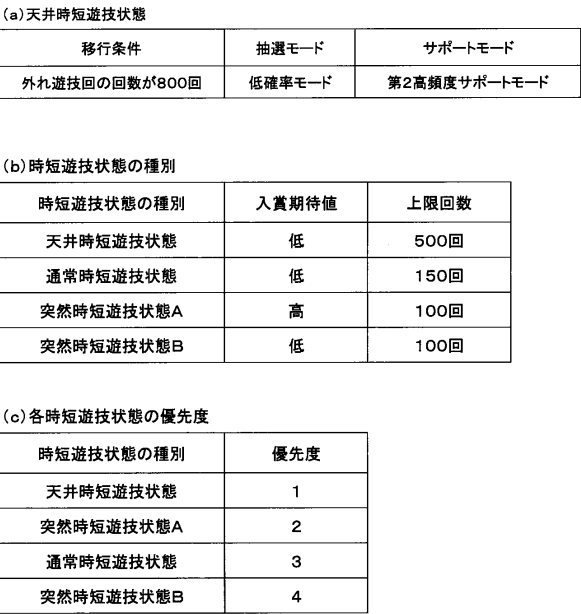 (a)天井時短遊技状態
移行条件 抽選モード サポートモード
外れ遊技回の回数が800回 低確率モード 第2高頻度サポートモード
(b)時短遊技状態の種別
時短遊技状態の種別 入賞期待値 上限回数
天井時短遊技状態 低 500回
通常時短遊技状態 低 150回
突然時短遊技状態A 高 100回
突然時短遊技状態B 低 100回
(c)各時短遊技状態の優先度
時短遊技状態の種別 優先度
天井時短遊技状態 1
突然時短遊技状態A 2
通常時短遊技状態 3
突然時短遊技状態B 4